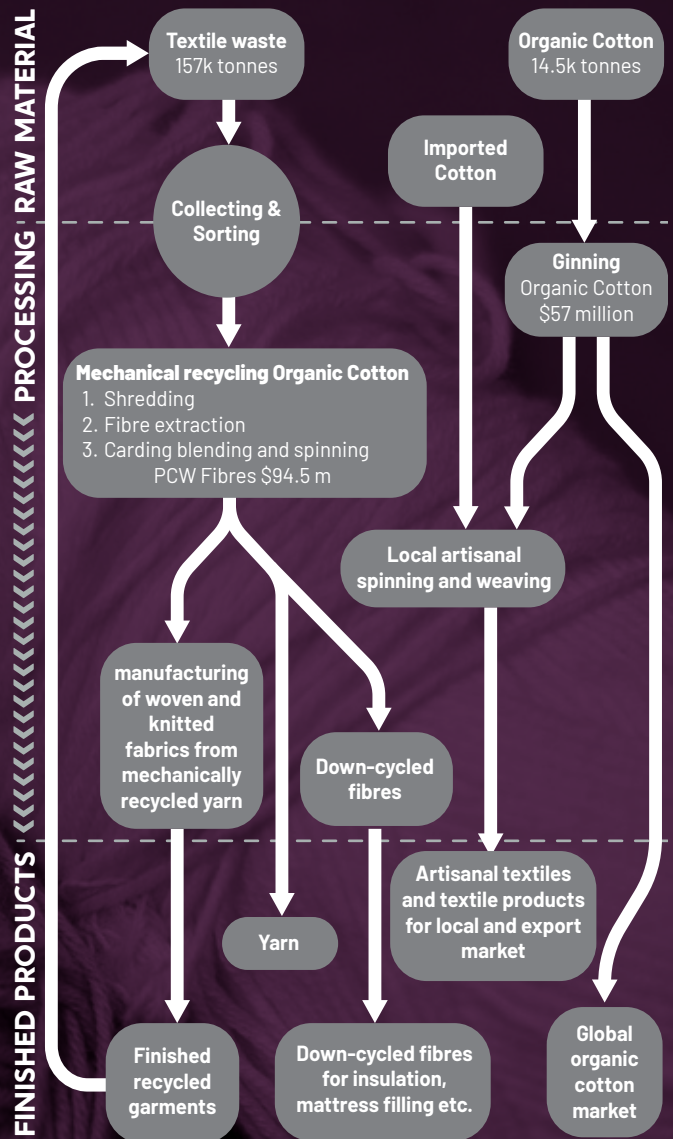 RAW MATERIAL
PROCESSING
FINISHED PRODUCTS
Textile waste
157k tonnes
Organic Cotton
14.5k tonnes
Imported
Cotton
Collecting &
Sorting
Ginning
Organic Cotton
$57 million
Mechanical recycling Organic Cotton
1. Shredding
2. Fibre extraction
3. Carding blending and spinning
PCW Fibres $94.5 m
Local artisanal
spinning and weaving
manufacturing
of woven and
knitted
fabrics from
mechanically
recycled yarn
Down-cycled
fibres
Artisanal textiles
and textile products
for local and export
market
Yarn
Finished
recycled
garments
Down-cycled fibres
for insulation,
mattress filling etc.
Global
organic
cotton
market